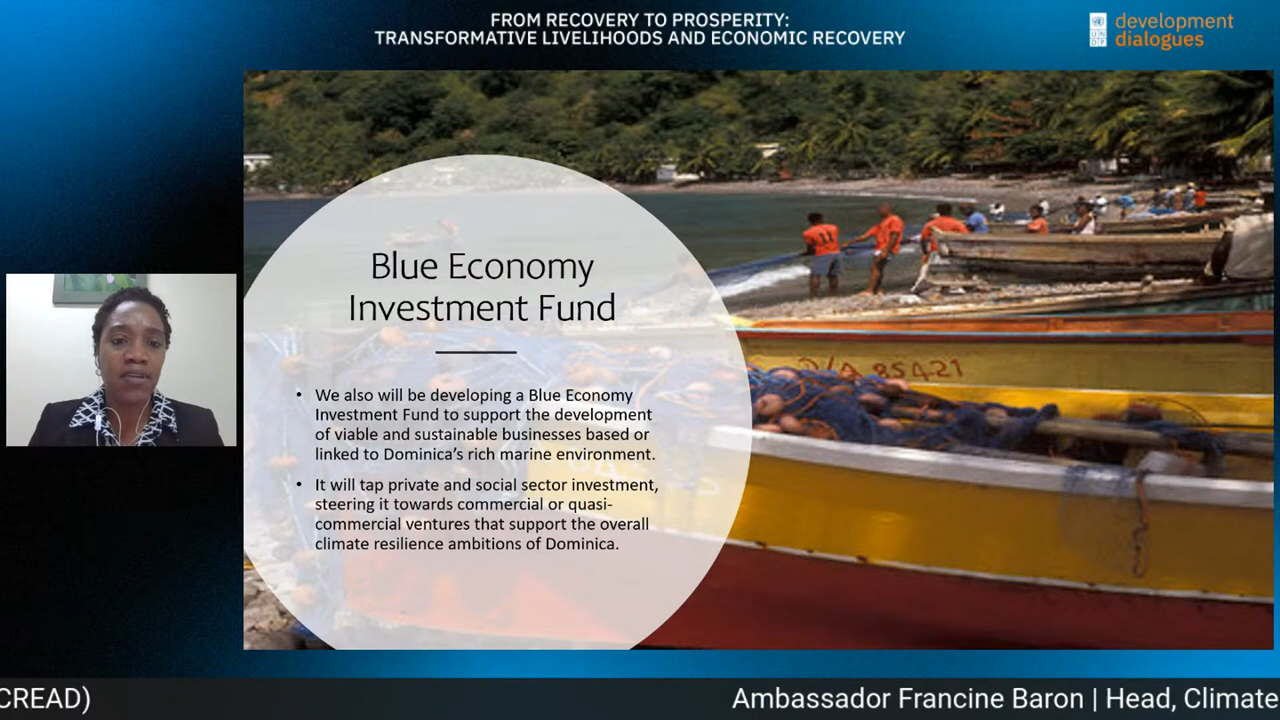 FROM RECOVERY TO PROSPERITY:
TRANSFORMATIVE LIVELIHOODS AND ECONOMIC RECOVERY
U N
D P
development
dialogues
Blue Economy
Investment Fund
• We also will be developing a Blue Economy
Investment Fund to support the development
of viable and sustainable businesses based or
linked to Dominica’s rich marine environment.
• It will tap private and social sector investment,
steering it towards commercial or quasi-
commercial ventures that support the overall
climate resilience ambitions of Dominica.
CREAD)
Ambassador Francine Baron | Head, Climate